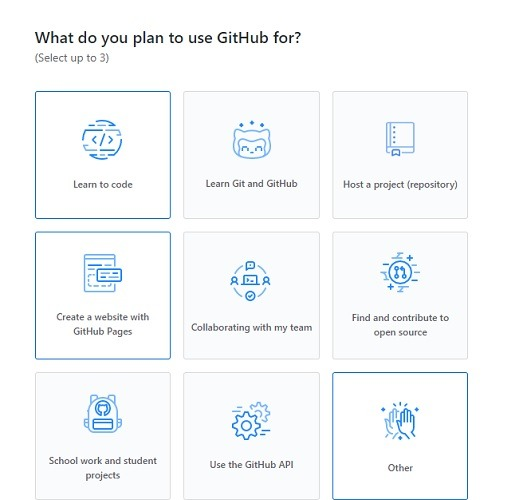 What do you plan to use GitHub for?
(Select up to 3)
Learn to code
Learn Git and GitHub
Host a project (repository)
Create a website with
GitHub Pages
Collaborating with my team
Find and contribute to
open source
School work and student
projects
Use the GitHub API
Other